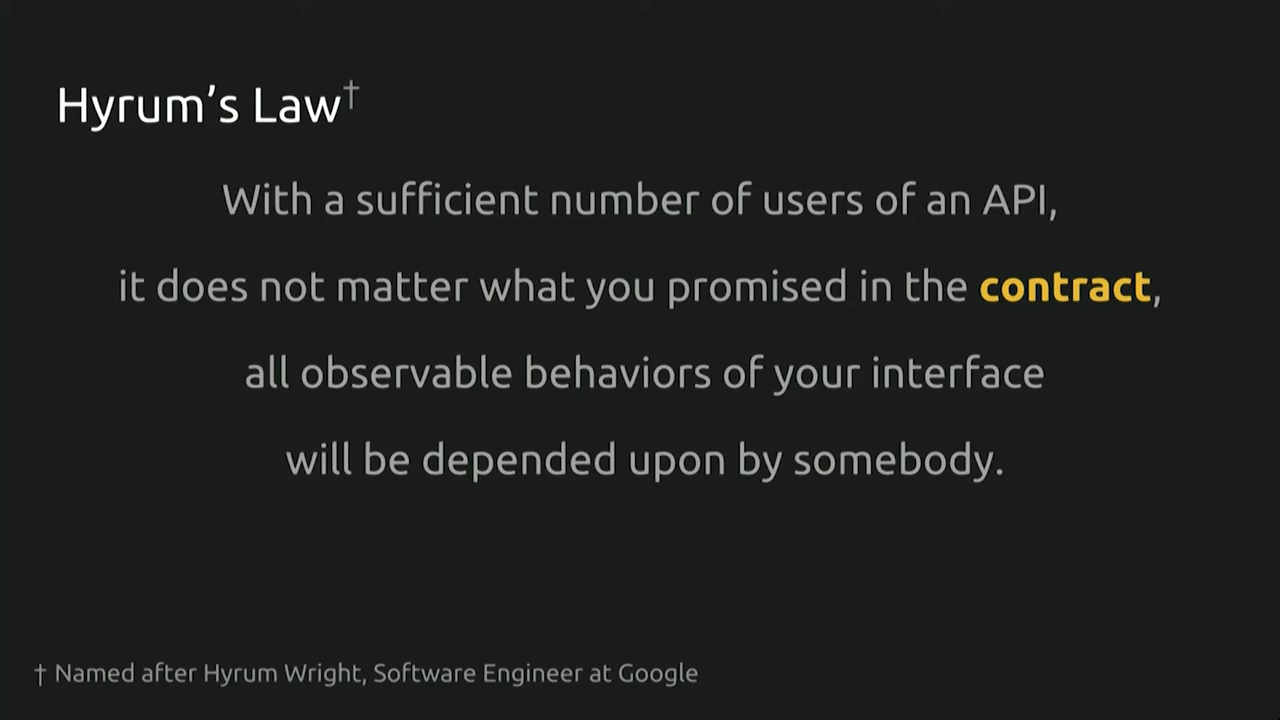 Hyrum’s Law†
With a sufficient number of users of an API,
it does not matter what you promised in the contract,
all observable behaviors of your interface
will be depended upon by somebody.
† Named after Hyrum Wright, Software Engineer at Google